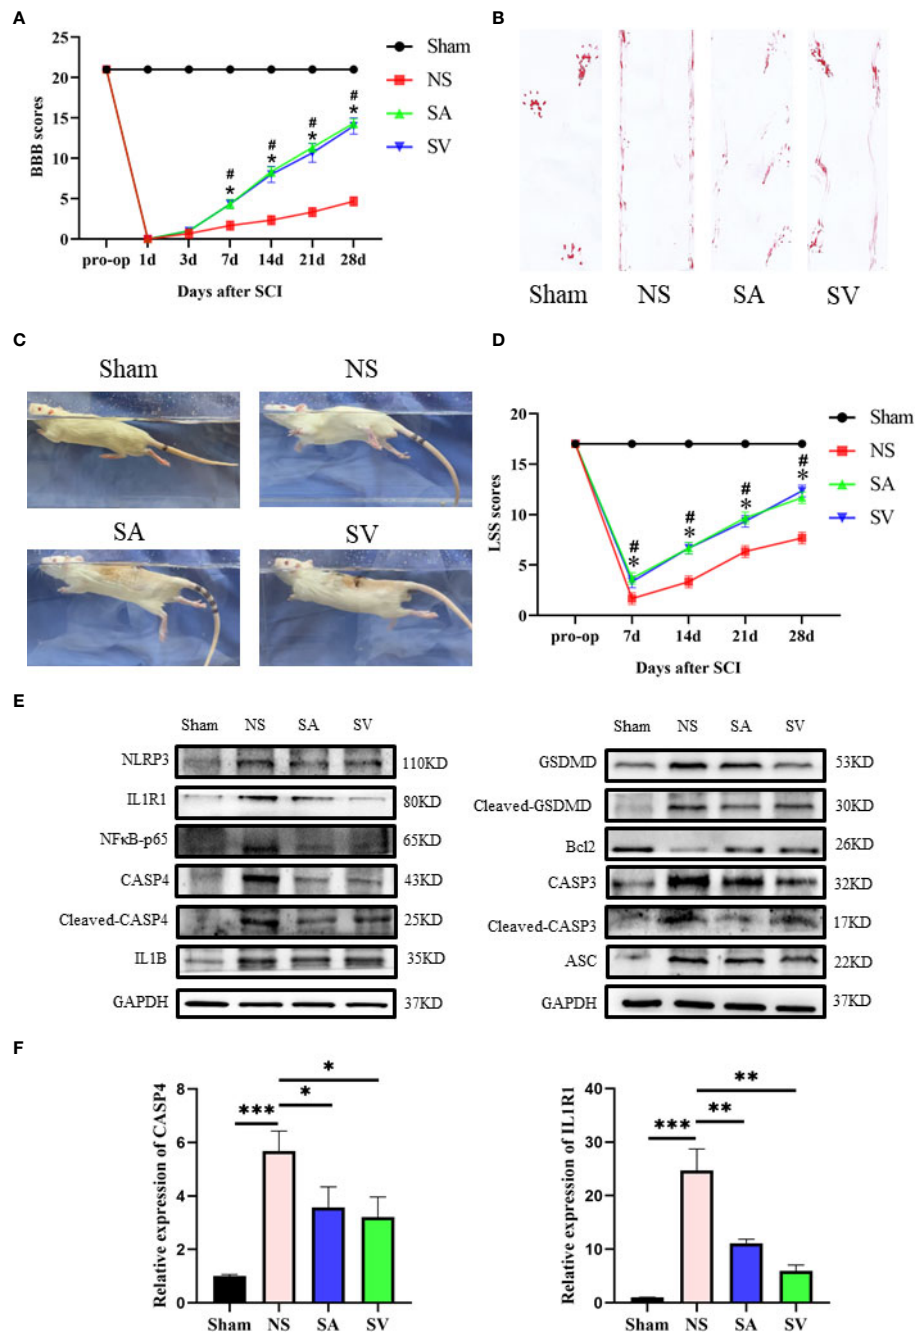 A
25
20
15
10
5
0
BBB scores
pro-op 1d 3d 7d 14d 21d 28d
Days after SCI
Sham
NS
SA
SV
# # # #
* * * *
B
Sham NS SA SV
C
Sham NS
SA SV
D
20
15
10
5
0
LSS scores
pro-op 7d 14d 21d 28d
Days after SCI
Sham
NS
SA
SV
# # # #
* * * *
E
Sham NS SA SV
NLRP3 110KD
IL1R1 80KD
NFκB-p65 65KD
CASP4 43KD
Cleaved-CASP4 25KD
IL1B 35KD
GAPDH 37KD
Sham NS SA SV
GSDMD 53KD
Cleaved-GSDMD 30KD
Bcl2 26KD
CASP3 32KD
Cleaved-CASP3 17KD
ASC 22KD
GAPDH 37KD
F
Relative expression of CASP4
8
6
4
2
0
*
*** *
Sham NS SA SV
Relative expression of IL1R1
40
30
20
10
0
**
*** **
Sham NS SA SV